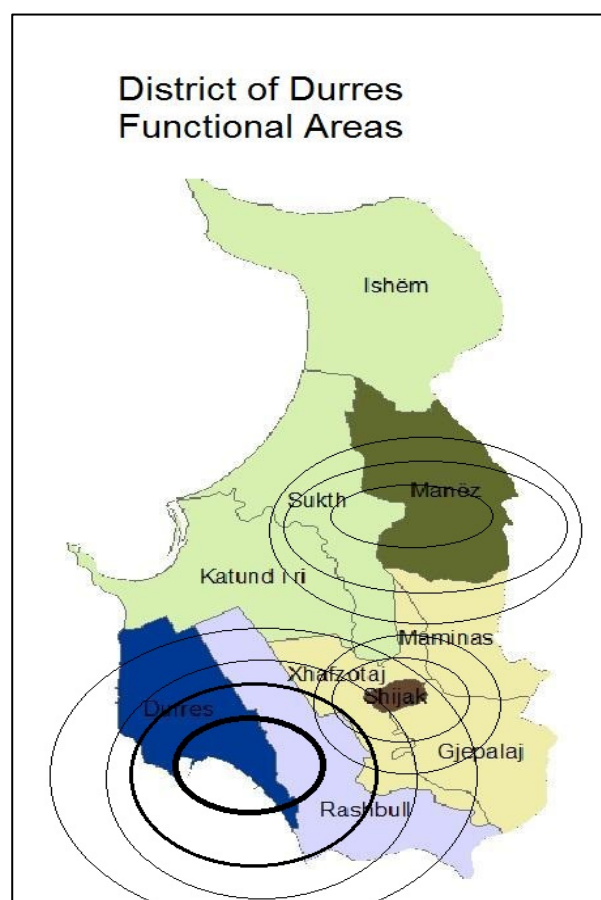 District of Durres
Functional Areas
Ishëm
Manëz
Sukth
Katund i ri
Maminas
Xhafzotaj
Shijak
Durres
Gjepalaj
Rashbull